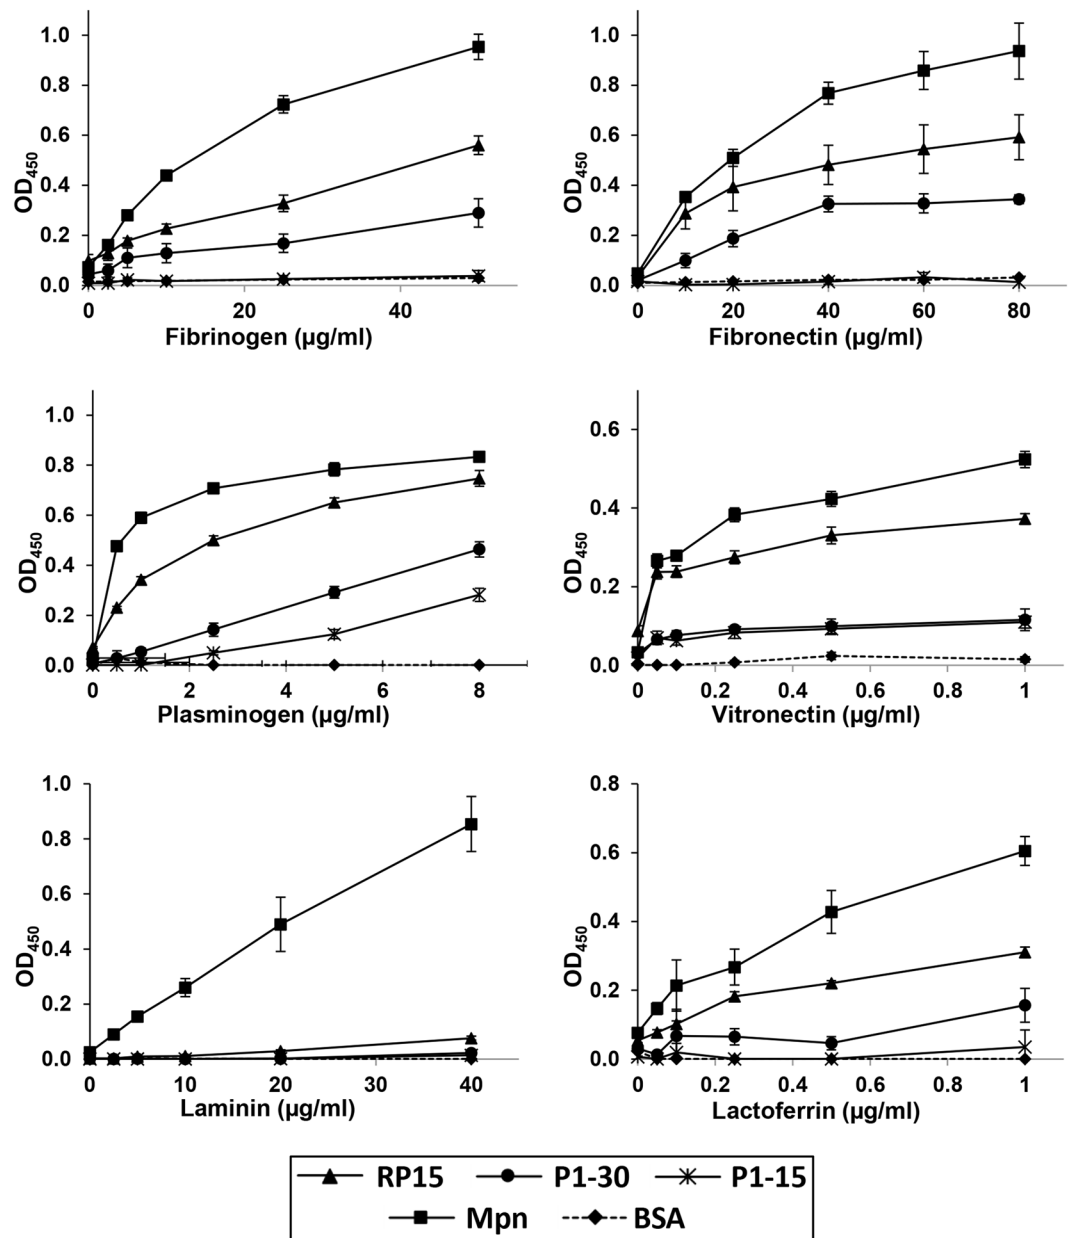 1.0
0.8
0.6
0.4
0.2
0.0
OD450
0 20 40
Fibrinogen (µg/ml)
1.0
0.8
0.6
0.4
0.2
0.0
OD450
0 20 40 60 80
Fibronectin (µg/ml)
1.0
0.8
0.6
0.4
0.2
0.0
OD450
0 2 4 6 8
Plasminogen (µg/ml)
0.6
0.4
0.2
0.0
OD450
0 0.2 0.4 0.6 0.8 1
Vitronectin (µg/ml)
1.0
0.8
0.6
0.4
0.2
0.0
OD450
0 10 20 30 40
Laminin (µg/ml)
0.8
0.6
0.4
0.2
0.0
OD450
0 0.2 0.4 0.6 0.8 1
Lactoferrin (µg/ml)
RP15 P1-30 P1-15
Mpn BSA